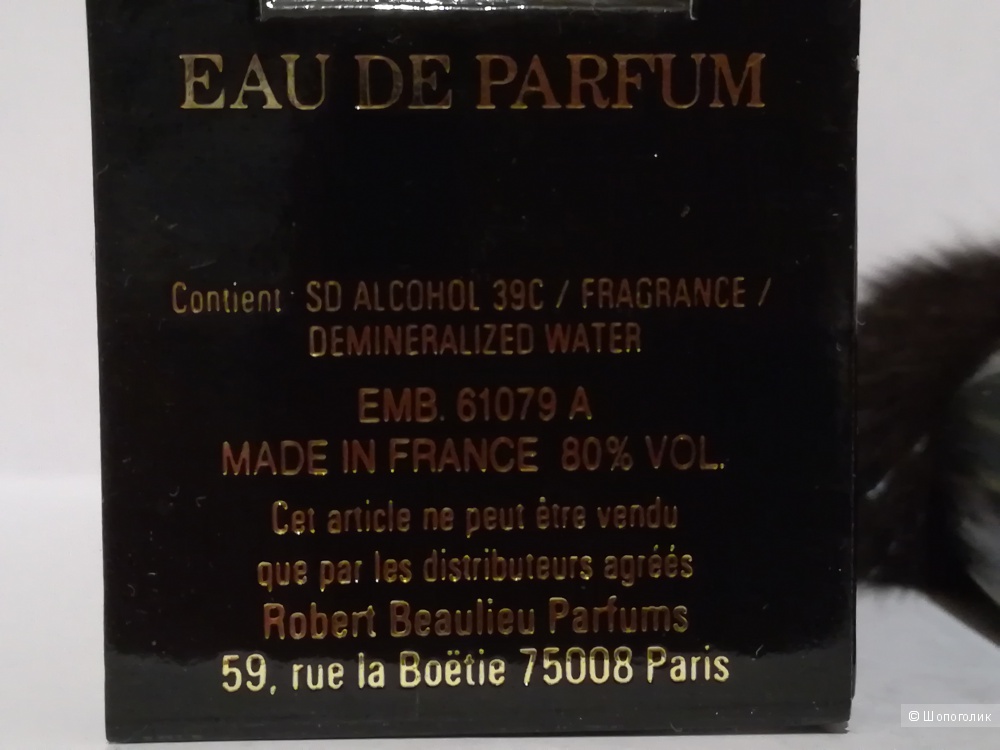 EAU DE PARFUM
Contient SD ALCOHOL 39C / FRAGRANCE /
DEMINERALIZED WATER
EMB. 61079 A
MADE IN FRANCE 80% VOL.
Cet article ne peut être vendu
que par les distributeurs agréés
Robert Beaulieu Parfums
59, rue la Boëtie 75008 Paris
© Шопоголик